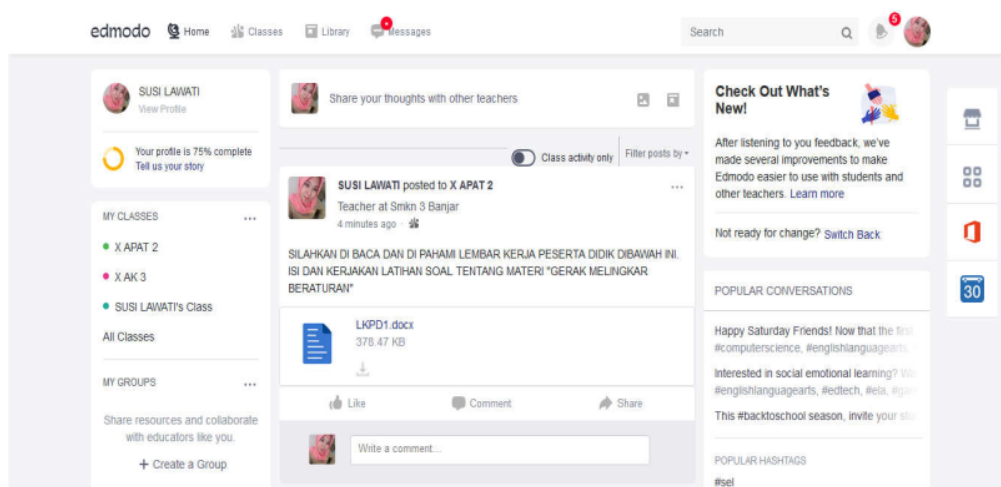 edmodo Home Classes Library Messages Search 5
SUSI LAWATI
View Profile
Your profile is 75% complete
Tell us your story
MY CLASSES ...
X APAT 2
X AK 3
SUSI LAWATI's Class
All Classes
MY GROUPS ...
Share resources and collaborate
with educators like you.
+ Create a Group
Share your thoughts with other teachers
Class activity only Filter posts by
SUSI LAWATI posted to X APAT 2 ...
Teacher at Smkn 3 Banjar
4 minutes ago ·
SILAHKAN DI BACA DAN DI PAHAMI LEMBAR KERJA PESERTA DIDIK DIBAWAH INI.
ISI DAN KERJAKAN LATIHAN SOAL TENTANG MATERI "GERAK MELINGKAR
BERATURAN"
LKPD1.docx
378.47 KB
Like Comment Share
Write a comment...
Check Out What's
New!
After listening to you feedback, we've
made several improvements to make
Edmodo easier to use with students and
other teachers. Learn more
Not ready for change? Switch Back
POPULAR CONVERSATIONS
Happy Saturday Friends! Now that the first
#computerscience, #englishlanguagearts,
Interested in social emotional learning?
#englishlanguagearts, #edtech, #ela,
This #backtoschool season, invite your
POPULAR HASHTAGS
#sel
30